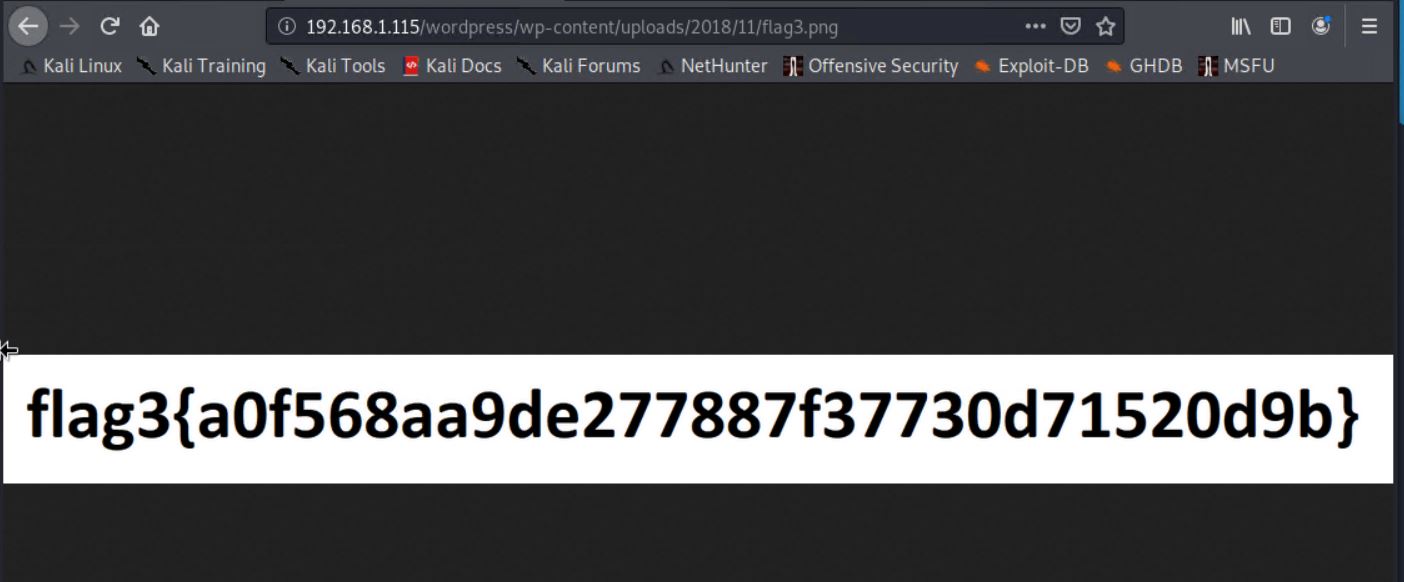 192.168.1.115/wordpress/wp-content/uploads/2018/11/flag3.png
Kali Linux Kali Training Kali Tools Kali Docs Kali Forums NetHunter Offensive Security Exploit-DB GHDB MSFU
flag3{a0f568aa9de277887f37730d71520d9b}